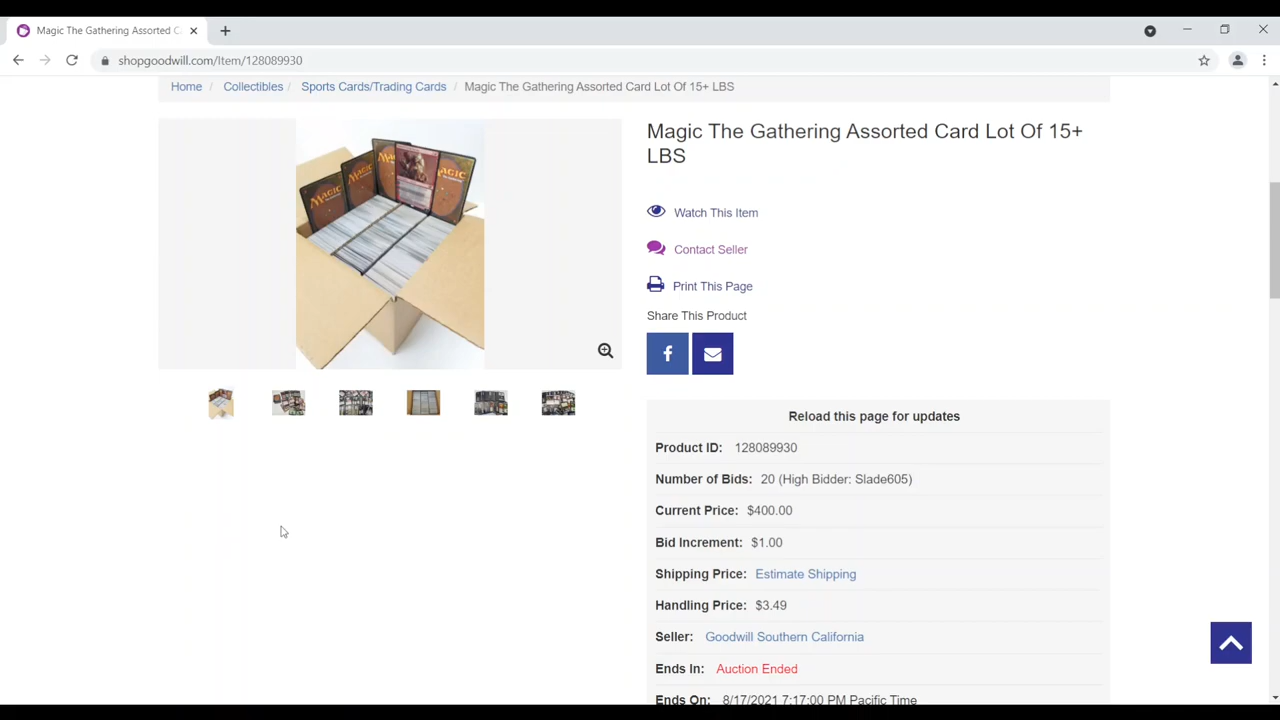 Magic The Gathering Assorted C
shopgoodwill.com/Item/128089930
Home / Collectibles / Sports Cards/Trading Cards / Magic The Gathering Assorted Card Lot Of 15+ LBS
MAGIC
MAGIC
MAGIC
MAGIC
Magic The Gathering Assorted Card Lot Of 15+
LBS
Watch This Item
Contact Seller
Print This Page
Share This Product
Reload this page for updates
Product ID: 128089930
Number of Bids: 20 (High Bidder: Slade605)
Current Price: $400.00
Bid Increment: $1.00
Shipping Price: Estimate Shipping
Handling Price: $3.49
Seller: Goodwill Southern California
Ends In: Auction Ended
Ends On: 8/17/2021 7:17:00 PM Pacific Time